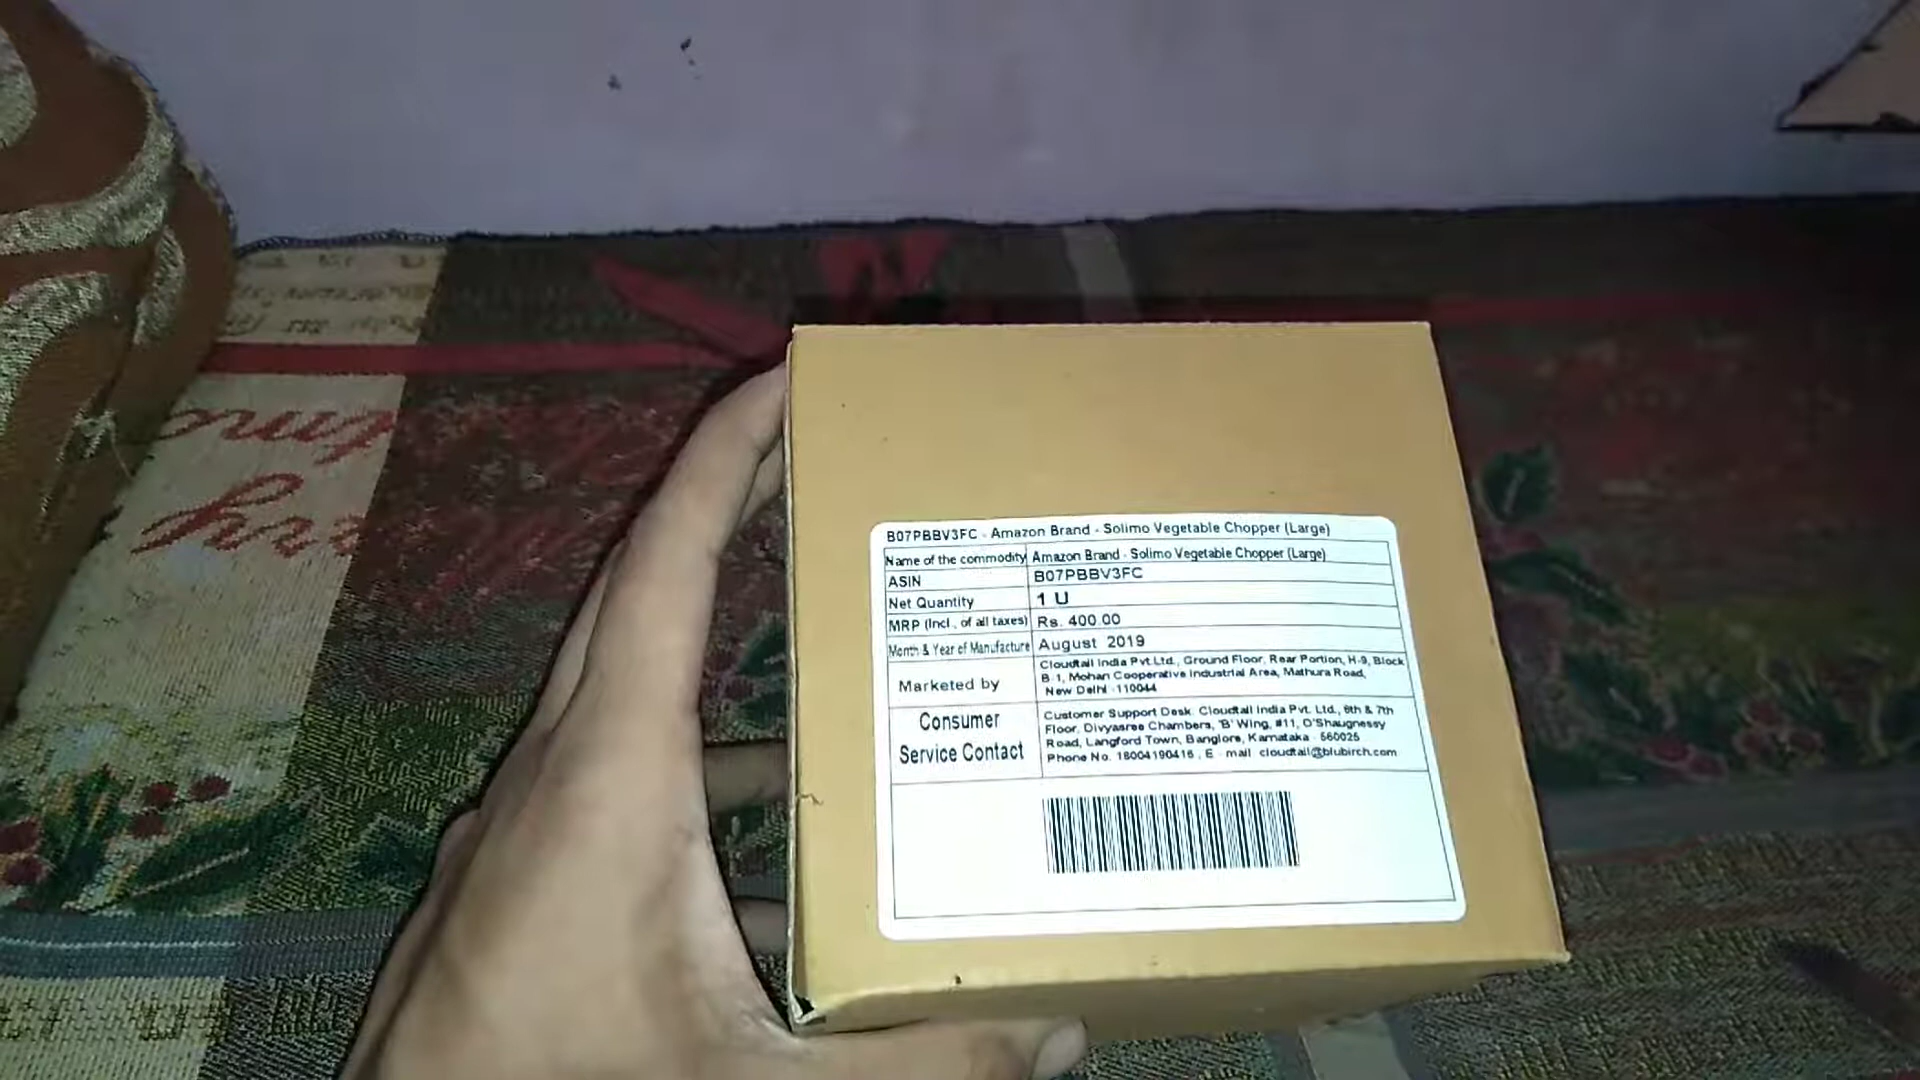 B07PBBV3FC - Amazon Brand - Solimo Vegetable Chopper (Large)
Name of the commodity Amazon Brand - Solimo Vegetable Chopper (Large)
ASIN B07PBBV3FC
Net Quantity 1 U
MRP (Incl., of all taxes) Rs. 400.00
Month & Year of Manufacture August 2019
Marketed by
Cloudtail India Pvt.Ltd., Ground Floor, Rear Portion, H-9, Block
B-1, Mohan Cooperative Industrial Area, Mathura Road,
New Delhi -110044
Consumer
Service Contact
Customer Support Desk. Cloudtail India Pvt. Ltd., 6th & 7th
Floor, Divyasree Chambers, 'B' Wing, #11, O'Shaugnessy
Road, Langford Town, Banglore, Karnataka - 560025
Phone No. 18004190416 , E - mail cloudtail@blubirch.com